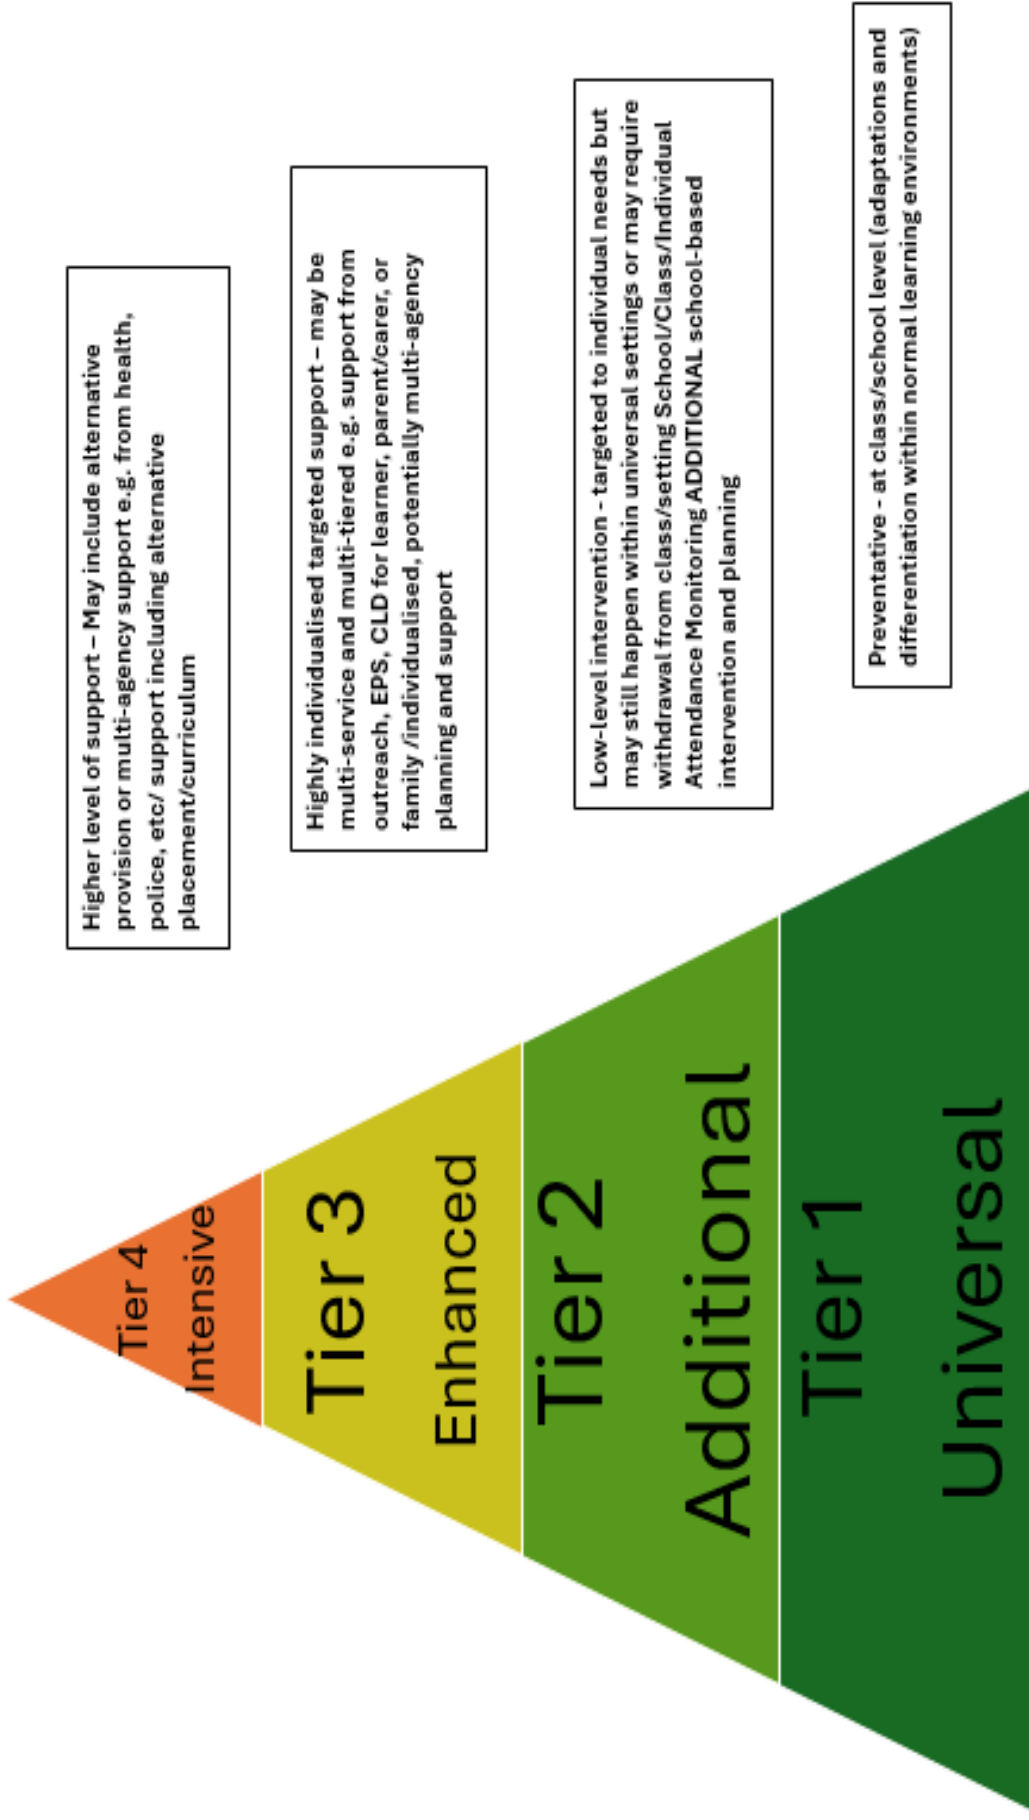 Tier 4
Intensive
Higher level of support – May include alternative
provision or multi-agency support e.g. from health,
police, etc/ support including alternative
placement/curriculum
Tier 3
Enhanced
Highly individualised targeted support – may be
multi-service and multi-tiered e.g. support from
outreach, EPS, CLD for learner, parent/carer, or
family /individualised, potentially multi-agency
planning and support
Tier 2
Additional
Low-level intervention - targeted to individual needs but
may still happen within universal settings or may require
withdrawal from class/setting School/Class/Individual
Attendance Monitoring ADDITIONAL school-based
intervention and planning
Tier 1
Universal
Preventative - at class/school level (adaptations and
differentiation within normal learning environments)